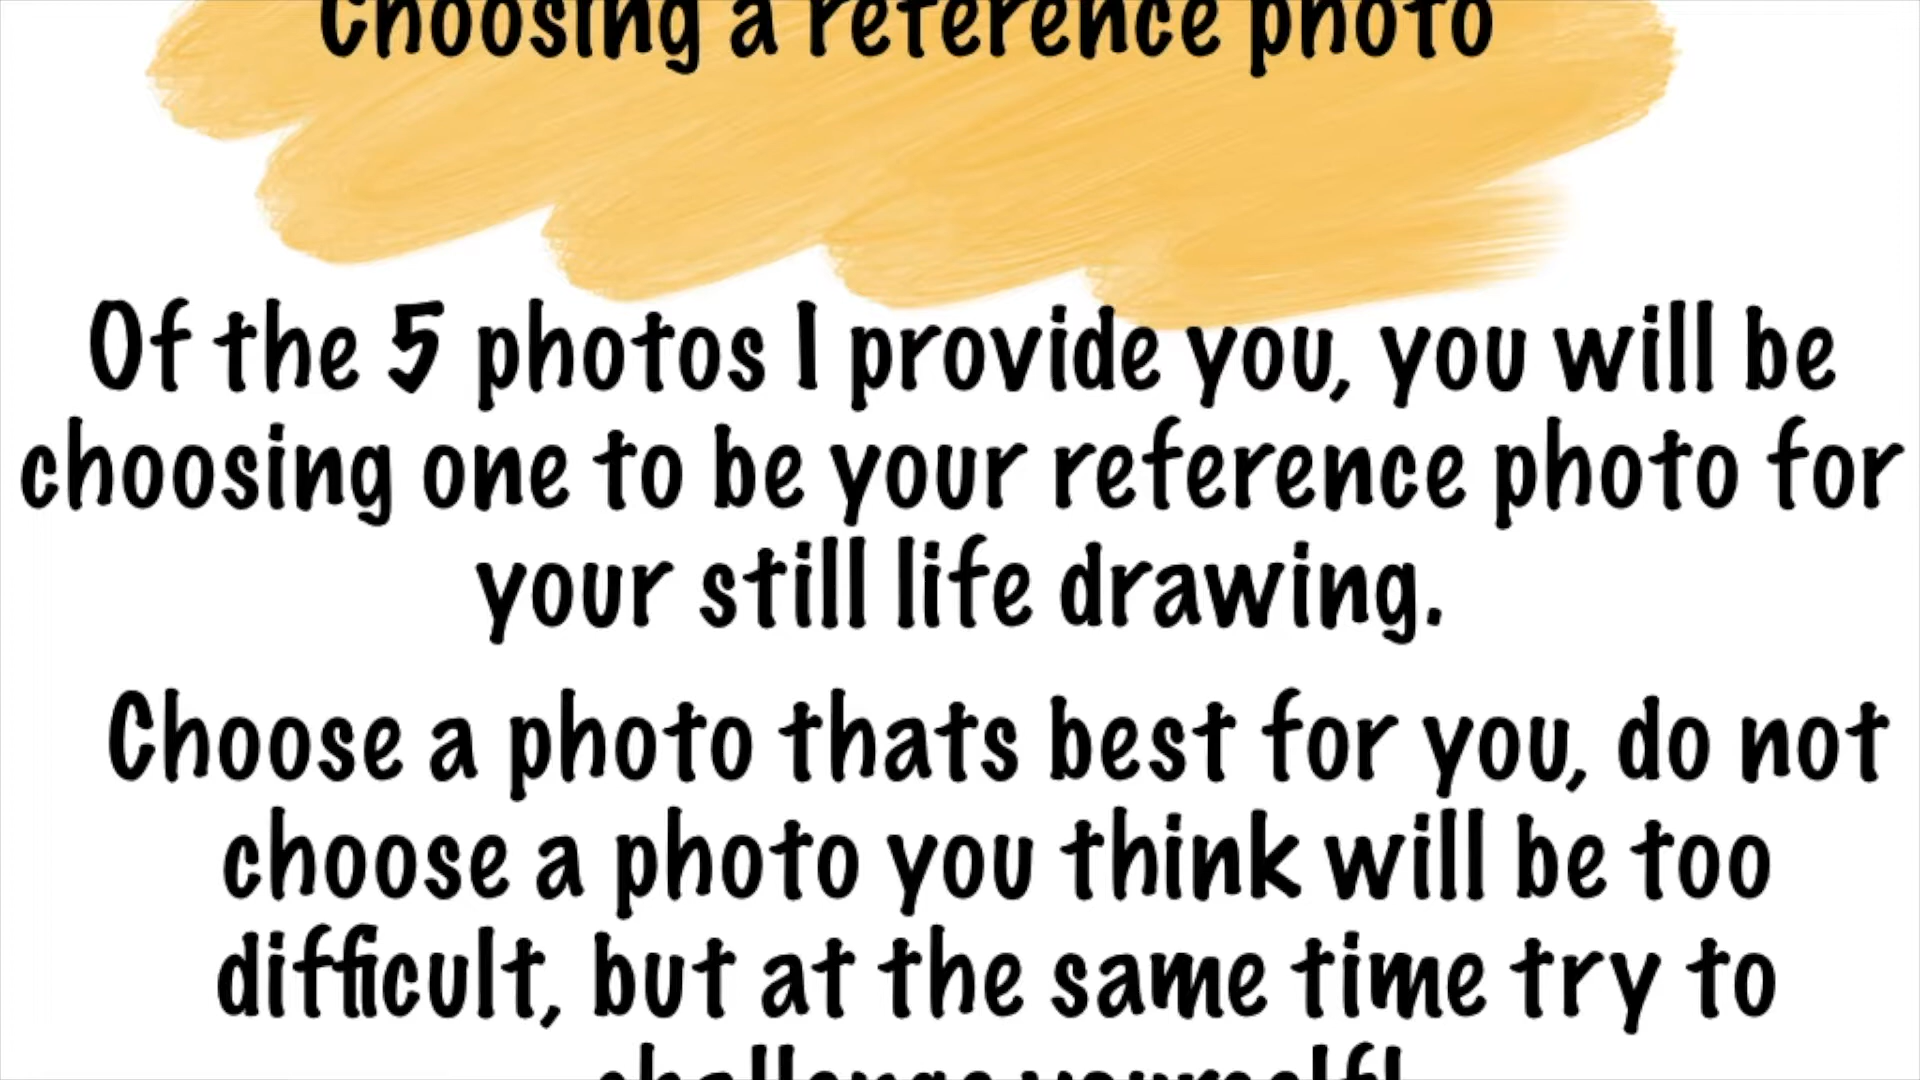 Choosing a reference photo
Of the 5 photos I provide you, you will be
choosing one to be your reference photo for
your still life drawing.
Choose a photo thats best for you, do not
choose a photo you think will be too
difficult, but at the same time try to
challenge yourself!